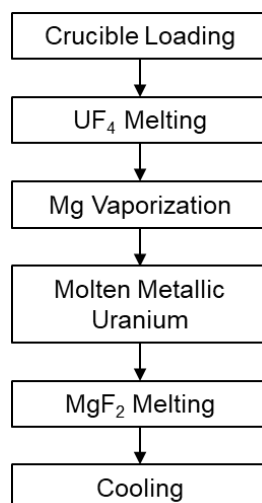 Crucible Loading
UF₄ Melting
Mg Vaporization
Molten Metallic
Uranium
MgF₂ Melting
Cooling